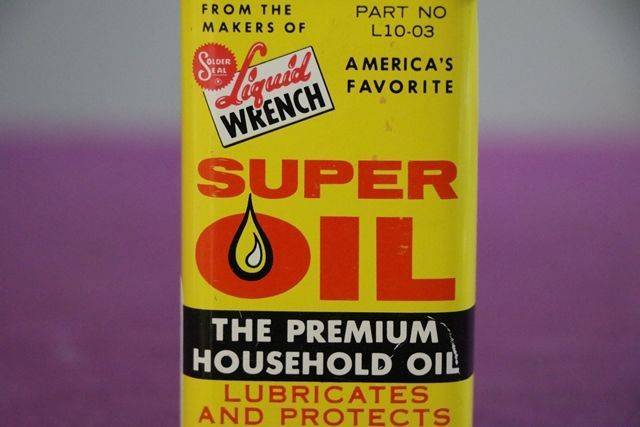 FROM THE
MAKERS OF
PART NO
L10-03
SOLDER
SEAL
Liquid
WRENCH
AMERICA'S
FAVORITE
SUPER
OIL
THE PREMIUM
HOUSEHOLD OIL
LUBRICATES
AND PROTECTS